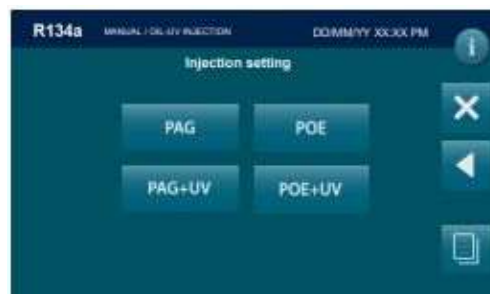 R134a MANUAL / OIL-UV INJECTION DD/MM/YY XX:XX PM
i
Injection setting
PAG POE
PAG+UV POE+UV